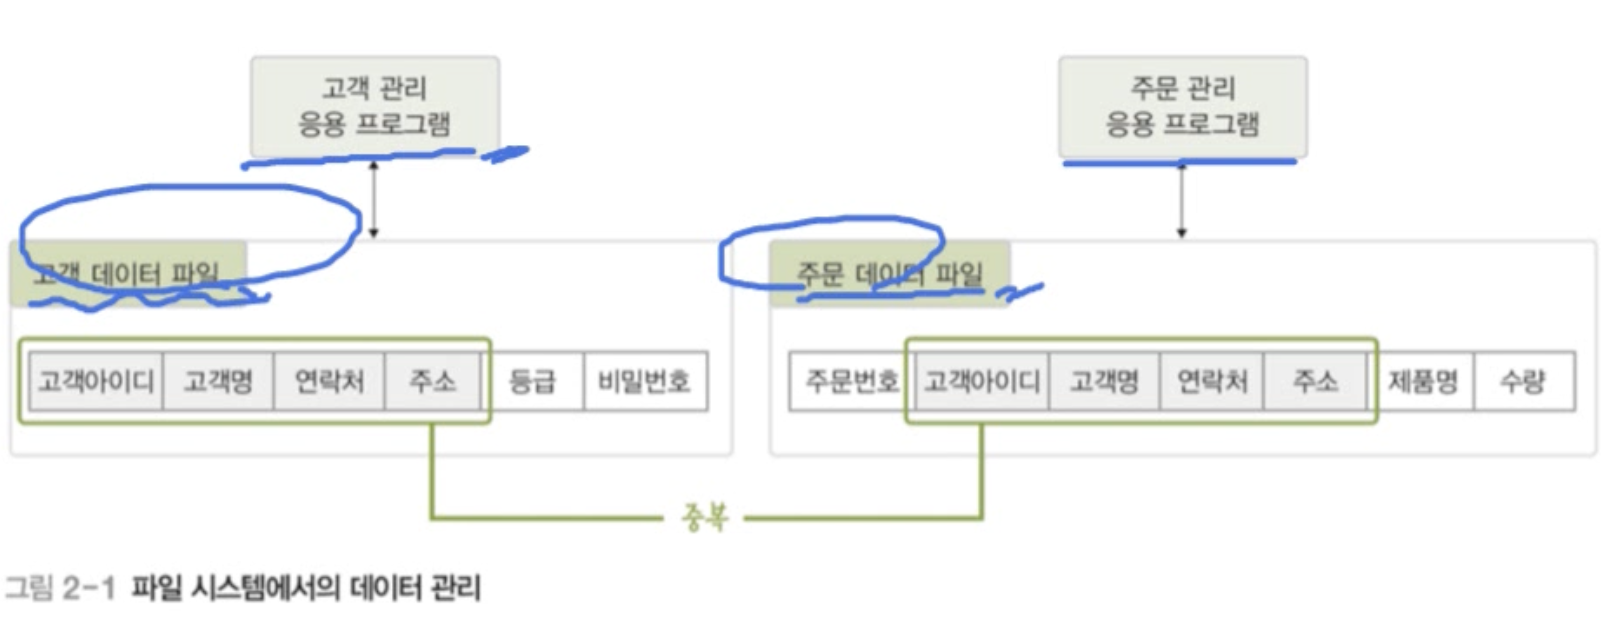 고객 관리
응용 프로그램
주문 관리
응용 프로그램
고객 데이터 파일
주문 데이터 파일
고객아이디 고객명 연락처 주소 등급 비밀번호
주문번호 고객아이디 고객명 연락처 주소 제품명 수량
중복
그림 2-1 파일 시스템에서의 데이터 관리